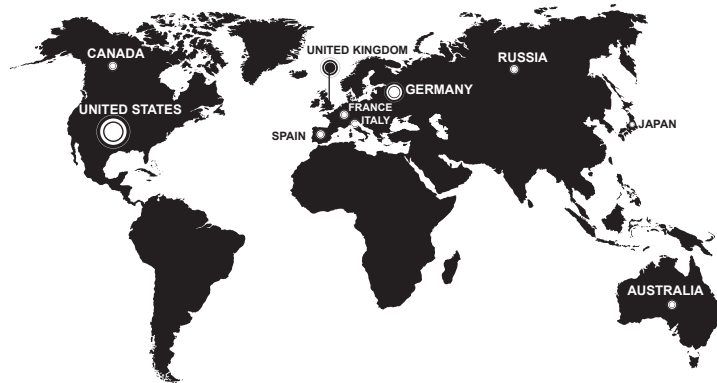 CANADA
UNITED KINGDOM
RUSSIA
GERMANY
UNITED STATES
FRANCE
ITALY
JAPAN
SPAIN
AUSTRALIA